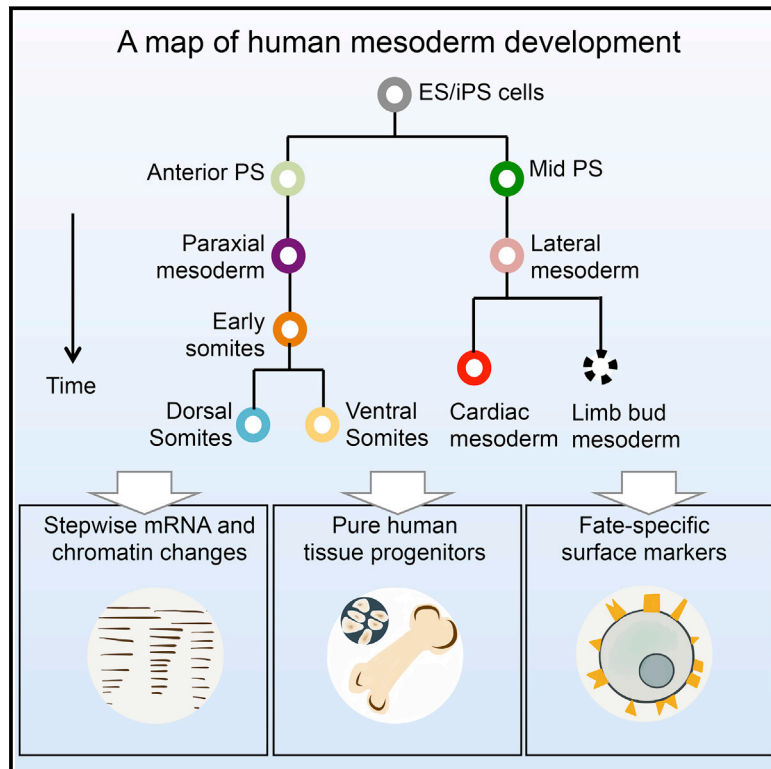 A map of human mesoderm development
ES/iPS cells
Anterior PS
Mid PS
Paraxial
mesoderm
Lateral
mesoderm
Early
somites
Time
Dorsal
Somites
Ventral
Somites
Cardiac
mesoderm
Limb bud
mesoderm
Stepwise mRNA and
chromatin changes
Pure human
tissue progenitors
Fate-specific
surface markers